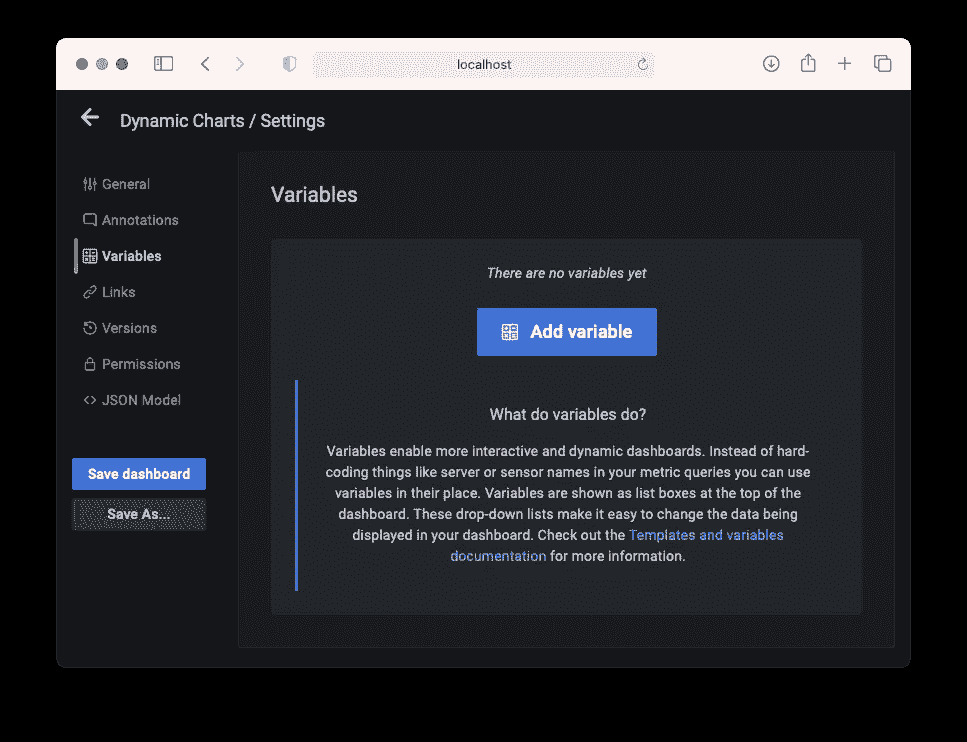 localhost
Dynamic Charts / Settings
General
Annotations
Variables
Links
Versions
Permissions
JSON Model
Save dashboard
Save As...
Variables
There are no variables yet
Add variable
What do variables do?
Variables enable more interactive and dynamic dashboards. Instead of hard-
coding things like server or sensor names in your metric queries you can use
variables in their place. Variables are shown as list boxes at the top of the
dashboard. These drop-down lists make it easy to change the data being
displayed in your dashboard. Check out the Templates and variables
documentation for more information.